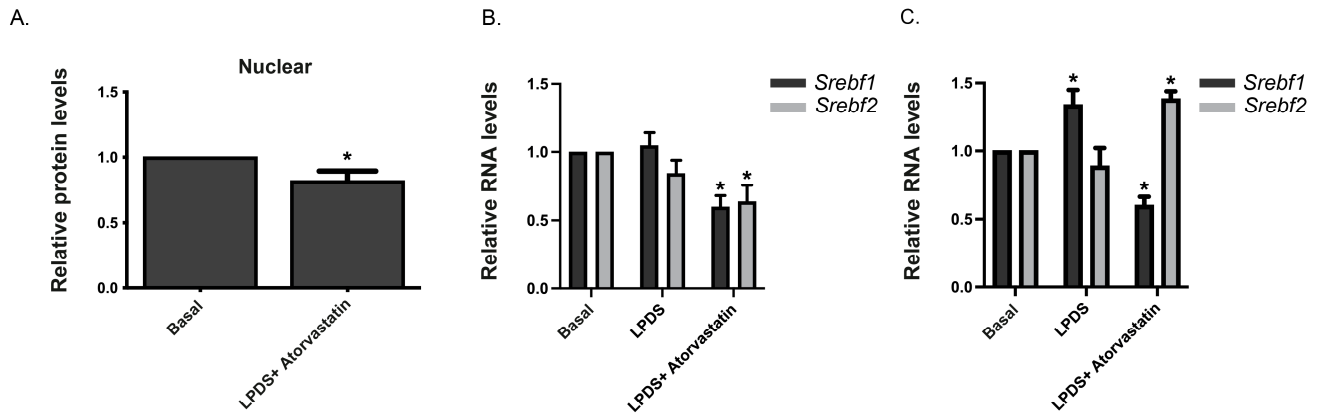 A.
Nuclear
Relative protein levels
1.5
1.0
0.5
0.0
*
Basal
LPDS+ Atorvastatin
B.
Srebf1
Srebf2
Relative RNA levels
1.5
1.0
0.5
0.0
* *
Basal
LPDS
LPDS+ Atorvastatin
C.
Srebf1
Srebf2
Relative RNA levels
1.5
1.0
0.5
0.0
* * *
Basal
LPDS
LPDS+ Atorvastatin